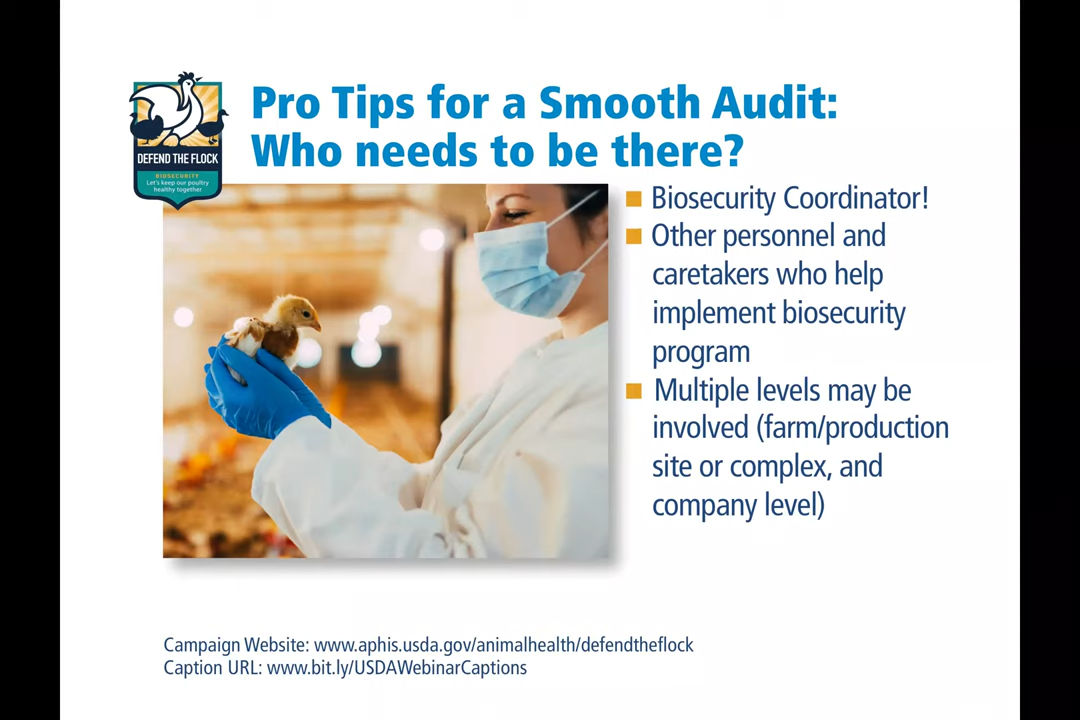 Pro Tips for a Smooth Audit:
Who needs to be there?
DEFEND THE FLOCK
BIOSECURITY
Let's keep our poultry
healthy together
Biosecurity Coordinator!
Other personnel and
caretakers who help
implement biosecurity
program
Multiple levels may be
involved (farm/production
site or complex, and
company level)
Campaign Website: www.aphis.usda.gov/animalhealth/defendtheflock
Caption URL: www.bit.ly/USDAWebinarCaptions